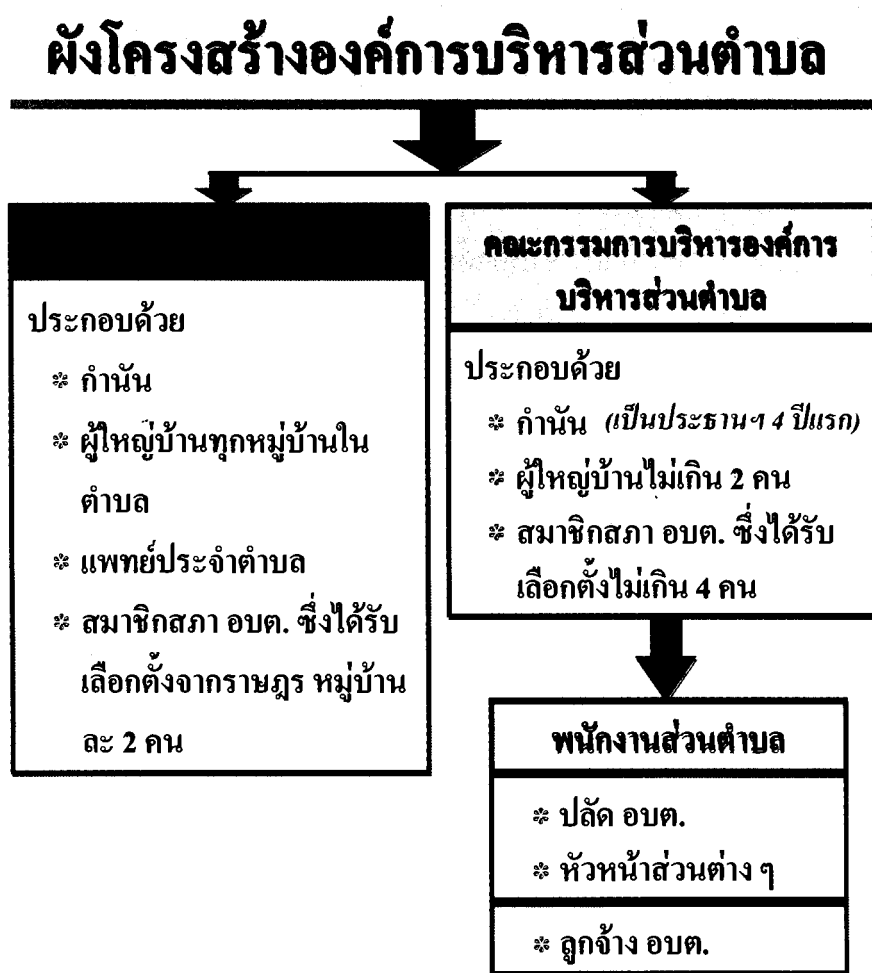 ผังโครงสร้างองค์การบริหารส่วนตำบล
ประกอบด้วย
* กำนัน
* ผู้ใหญ่บ้านทุกหมู่บ้านใน
ตำบล
* แพทย์ประจำตำบล
* สมาชิกสภา อบต. ซึ่งได้รับ
เลือกตั้งจากราษฎร หมู่บ้าน
ละ 2 คน
คณะกรรมการบริหารองค์การ
บริหารส่วนตำบล
ประกอบด้วย
* กำนัน (เป็นประธานฯ 4 ปีแรก)
* ผู้ใหญ่บ้านไม่เกิน 2 คน
* สมาชิกสภา อบต. ซึ่งได้รับ
เลือกตั้งไม่เกิน 4 คน
พนักงานส่วนตำบล
* ปลัด อบต.
* หัวหน้าส่วนต่าง ๆ
* ลูกจ้าง อบต.